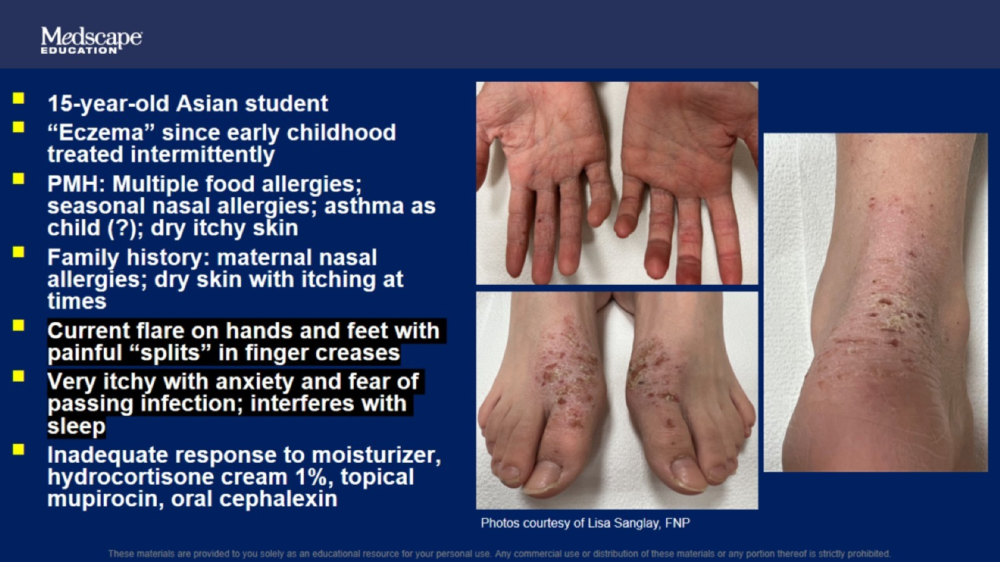 Medscape
EDUCATION
15-year-old Asian student
“Eczema” since early childhood
treated intermittently
PMH: Multiple food allergies;
seasonal nasal allergies; asthma as
child (?); dry itchy skin
Family history: maternal nasal
allergies; dry skin with itching at
times
Current flare on hands and feet with
painful “splits” in finger creases
Very itchy with anxiety and fear of
passing infection; interferes with
sleep
Inadequate response to moisturizer,
hydrocortisone cream 1%, topical
mupirocin, oral cephalexin
Photos courtesy of Lisa Sanglay, FNP
These materials are provided to you solely as an educational resource for your personal use. Any commercial use or distribution of these materials or any portion thereof is strictly prohibited.